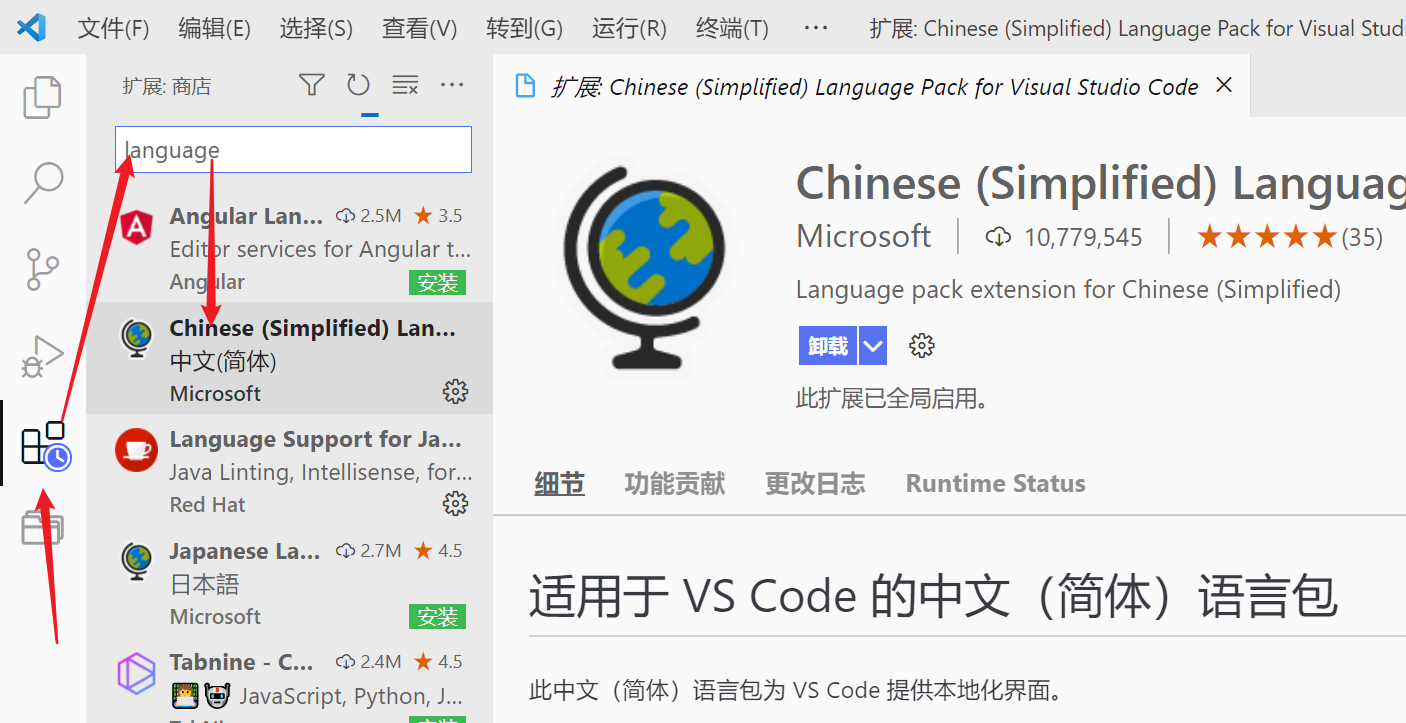 文件(F) 编辑(E) 选择(S) 查看(V) 转到(G) 运行(R) 终端(T) ··· 扩展: Chinese (Simplified) Language Pack for Visual Studi
扩展: 商店
扩展: Chinese (Simplified) Language Pack for Visual Studio Code
language
Angular Lan... 2.5M 3.5
Editor services for Angular t...
Angular 安装
Chinese (Simplified) Lan...
中文(简体)
Microsoft
Language Support for Ja...
Java Linting, Intellisense, for...
Red Hat
Japanese La... 2.7M 4.5
日本語
Microsoft 安装
Tabnine - C... 2.4M 4.5
JavaScript, Python, J...
Chinese (Simplified) Languag
Microsoft 10,779,545 (35)
Language pack extension for Chinese (Simplified)
卸载
此扩展已全局启用。
细节 功能贡献 更改日志 Runtime Status
适用于 VS Code 的中文（简体）语言包
此中文（简体）语言包为 VS Code 提供本地化界面。